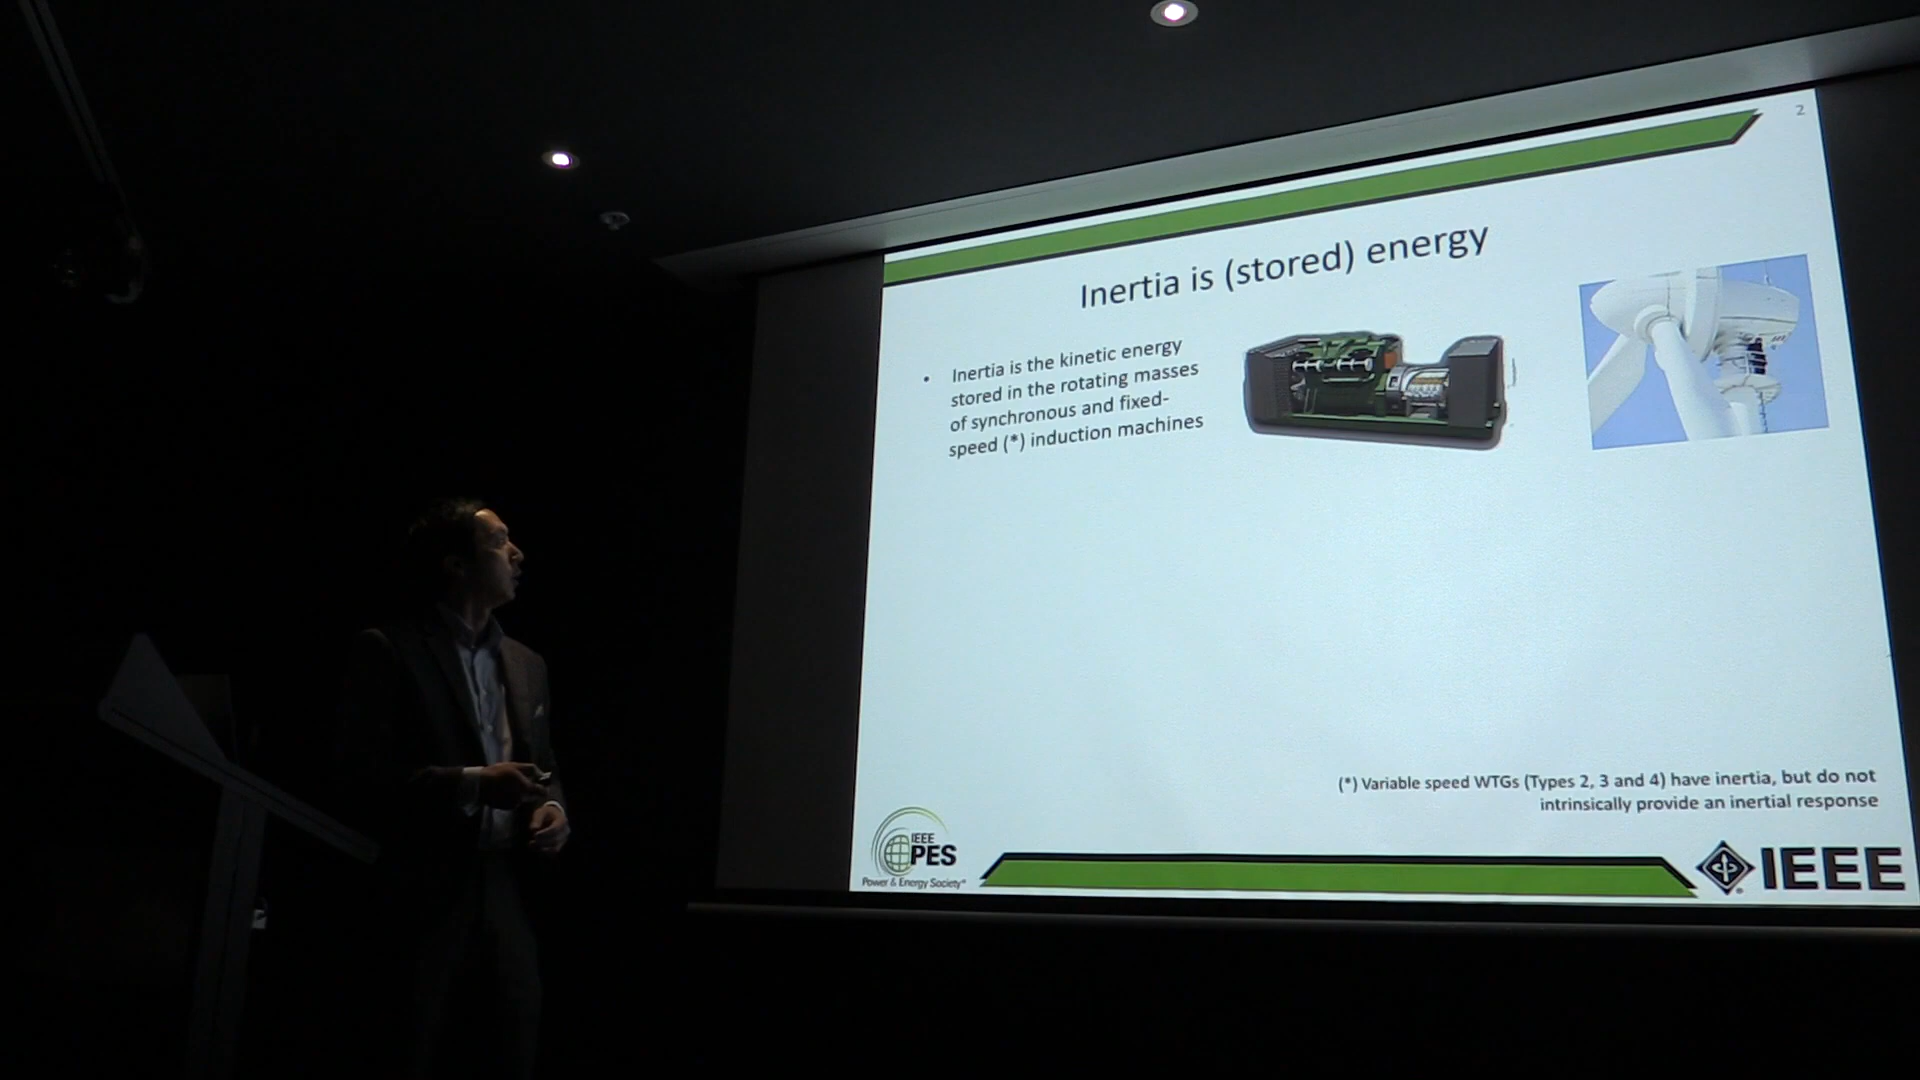 2
Inertia is (stored) energy
• Inertia is the kinetic energy
stored in the rotating masses
of synchronous and fixed-
speed (*) induction machines
(*) Variable speed WTGs (Types 2, 3 and 4) have inertia, but do not
intrinsically provide an inertial response
IEEE
PES
Power & Energy Society®
IEEE